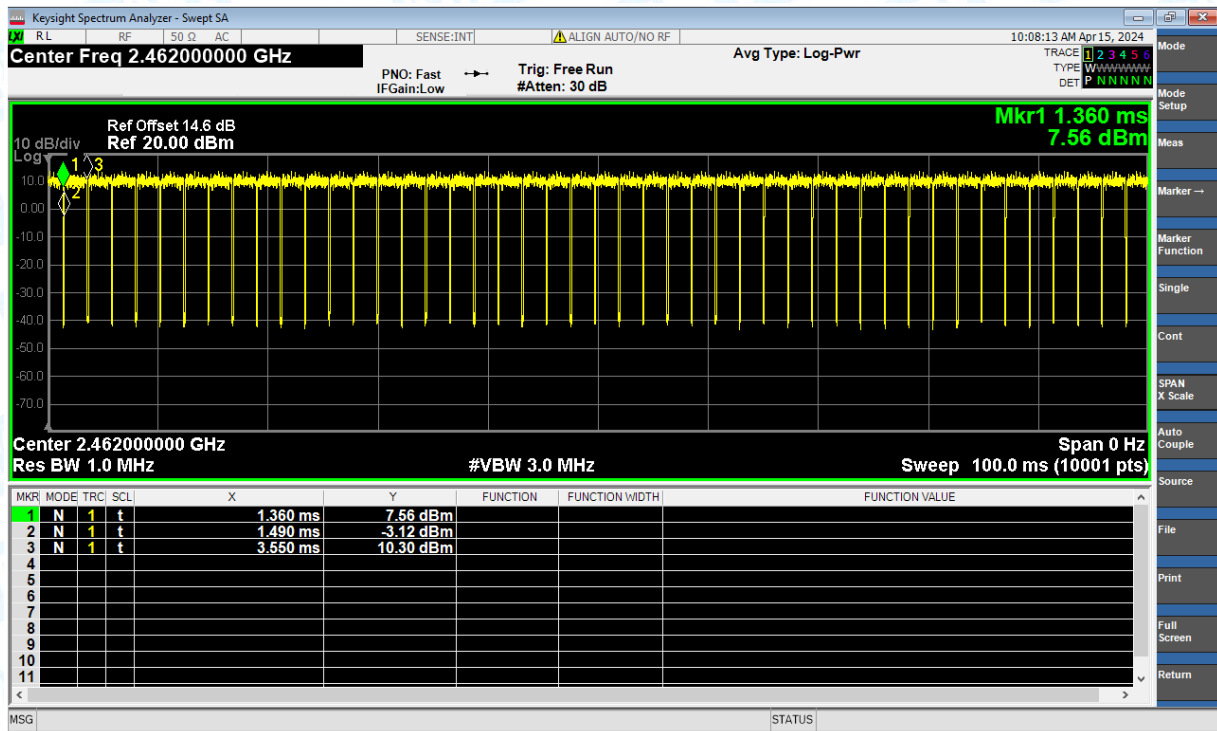 Keysight Spectrum Analyzer - Swept SA
LXI RL RF 50 Ω AC SENSE:INT ALIGN AUTO/NO RF 10:08:13 AM Apr 15, 2024
Center Freq 2.462000000 GHz
PNO: Fast
IFGain:Low
Trig: Free Run
#Atten: 30 dB
Avg Type: Log-Pwr
TRACE 1 2 3 4 5 6
TYPE WWWWWW
DET P N N N N N
Ref Offset 14.6 dB
10 dB/div Ref 20.00 dBm
Log
Mkr1 1.360 ms
7.56 dBm
1
2
3
10.0
0.00
-10.0
-20.0
-30.0
-40.0
-50.0
-60.0
-70.0
Center 2.462000000 GHz Span 0 Hz
Res BW 1.0 MHz #VBW 3.0 MHz Sweep 100.0 ms (10001 pts)
MKR MODE TRC SCL X Y FUNCTION FUNCTION WIDTH FUNCTION VALUE
1 N 1 t 1.360 ms 7.56 dBm
2 N 1 t 1.490 ms -3.12 dBm
3 N 1 t 3.550 ms 10.30 dBm
4
5
6
7
8
9
10
11
MSG STATUS
Mode
Mode
Setup
Meas
Marker →
Marker
Function
Single
Cont
SPAN
X Scale
Auto
Couple
Source
File
Print
Full
Screen
Return